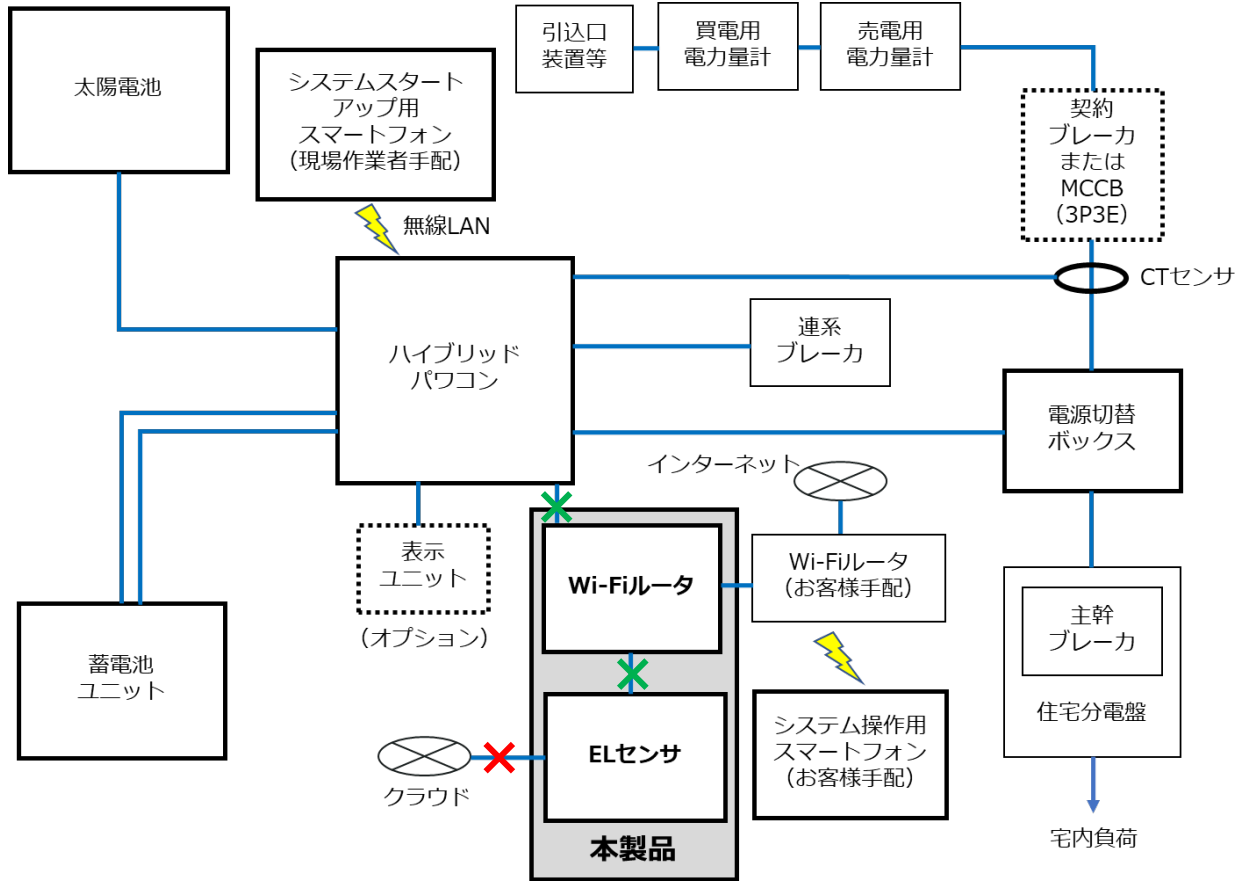 太陽電池
システムスタート
アップ用
スマートフォン
（現場作業者手配）
引込口
装置等
買電用
電力量計
売電用
電力量計
契約
ブレーカ
または
MCCB
（3P3E）
無線LAN
CTセンサ
ハイブリッド
パワコン
連系
ブレーカ
電源切替
ボックス
インターネット
表示
ユニット
（オプション）
Wi-Fiルータ
Wi-Fiルータ
（お客様手配）
主幹
ブレーカ
住宅分電盤
蓄電池
ユニット
ELセンサ
システム操作用
スマートフォン
（お客様手配）
クラウド
本製品
宅内負荷